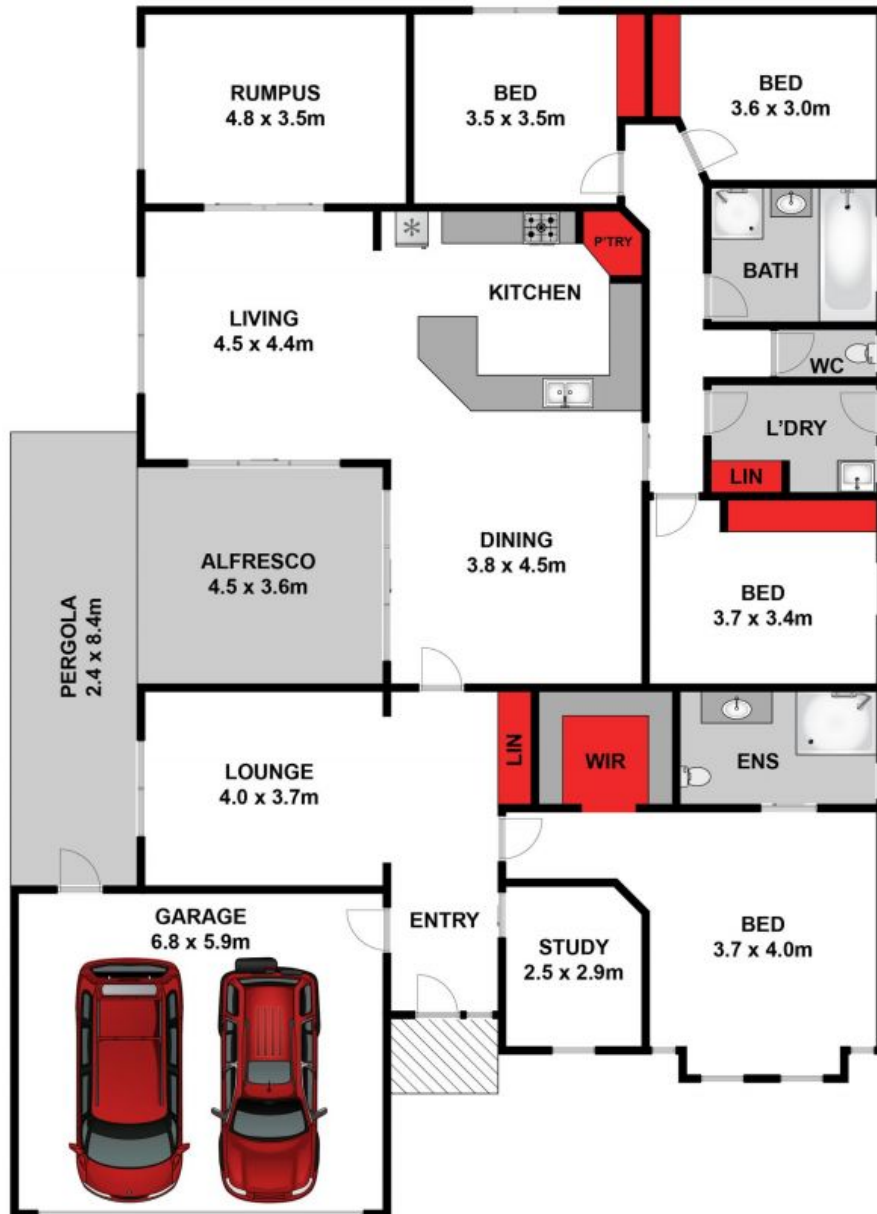 RUMPUS
4.8 x 3.5m
BED
3.5 x 3.5m
BED
3.6 x 3.0m
P'TRY
KITCHEN
BATH
LIVING
4.5 x 4.4m
WC
L'DRY
LIN
DINING
3.8 x 4.5m
ALFRESCO
4.5 x 3.6m
BED
3.7 x 3.4m
PERGOLA
2.4 x 8.4m
LOUNGE
4.0 x 3.7m
LIN
WIR
ENS
GARAGE
6.8 x 5.9m
ENTRY
STUDY
2.5 x 2.9m
BED
3.7 x 4.0m